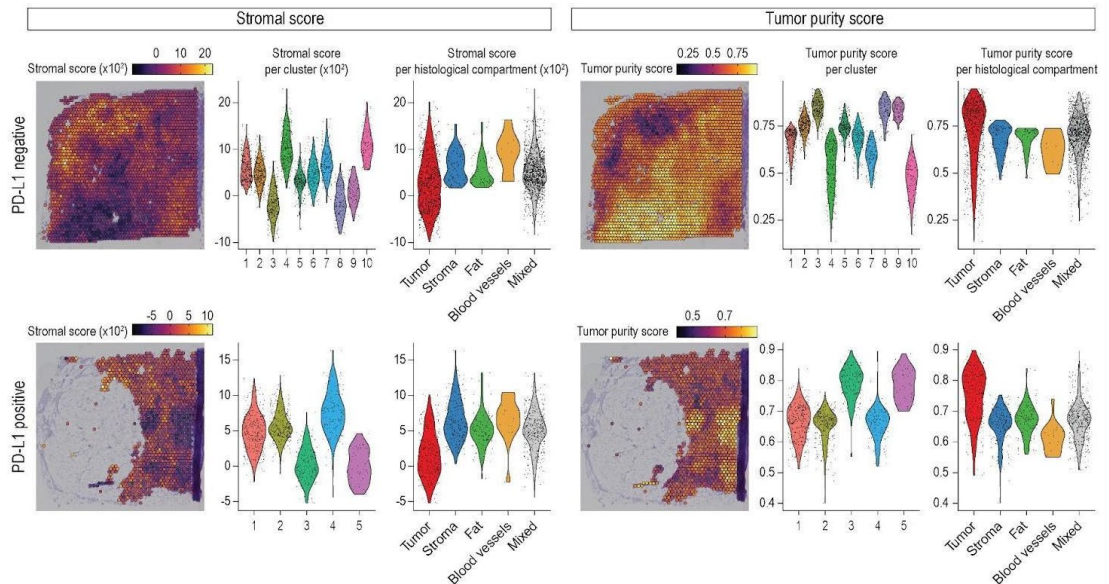 Stromal score
Tumor purity score
PD-L1 negative
Stromal score (x10²)
0 10 20
Stromal score
per cluster (x10²)
20
10
0
-10
1 2 3 4 5 6 7 8 9 10
Stromal score
per histological compartment (x10²)
20
10
0
-10
Tumor
Stroma
Fat
Blood vessels
Mixed
Tumor purity score
0.25 0.5 0.75
Tumor purity score
per cluster
0.75
0.5
0.25
1 2 3 4 5 6 7 8 9 10
Tumor purity score
per histological compartment
0.75
0.5
0.25
Tumor
Stroma
Fat
Blood vessels
Mixed
PD-L1 positive
Stromal score (x10²)
-5 0 5 10
15
10
5
0
-5
1 2 3 4 5
15
10
5
0
-5
Tumor
Stroma
Fat
Blood vessels
Mixed
Tumor purity score
0.5 0.7
0.9
0.8
0.7
0.6
0.5
0.4
1 2 3 4 5
0.9
0.8
0.7
0.6
0.5
0.4
Tumor
Stroma
Fat
Blood vessels
Mixed